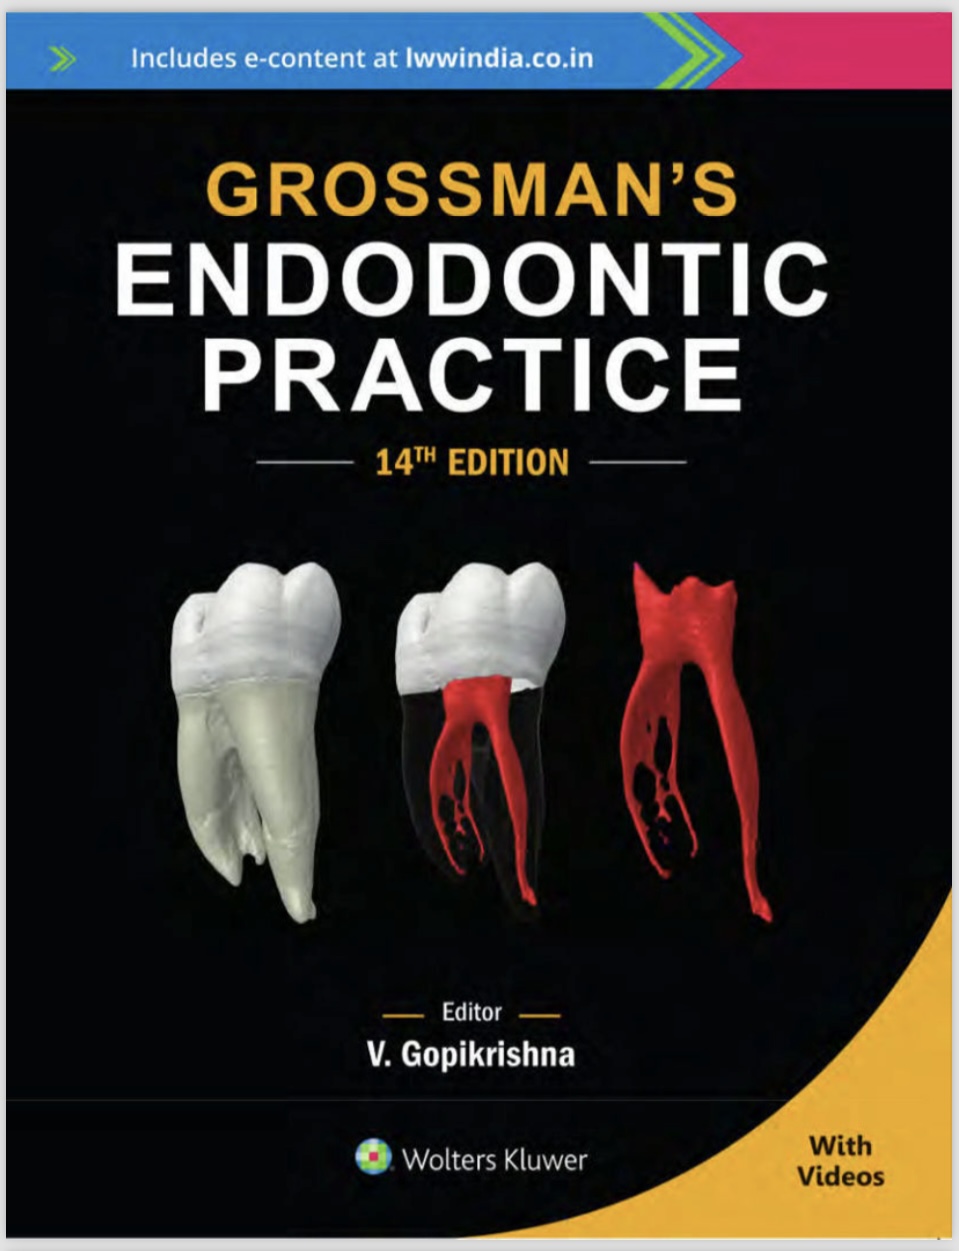 Includes e-content at lwwindia.co.in
GROSSMAN'S
ENDODONTIC
PRACTICE
14TH EDITION
Editor
V. Gopikrishna
Wolters Kluwer
With
Videos